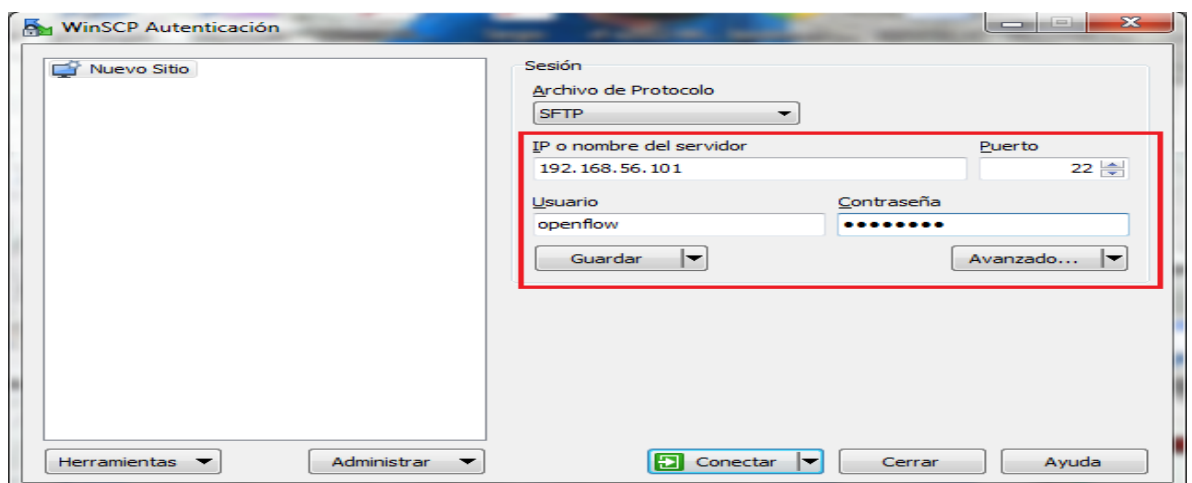 WinSCP Autenticación
Nuevo Sitio
Sesión
Archivo de Protocolo
SFTP
IP o nombre del servidor Puerto
192.168.56.101 22
Usuario Contraseña
openflow ●●●●●●●●
Guardar Avanzado...
Herramientas Administrar Conectar Cerrar Ayuda